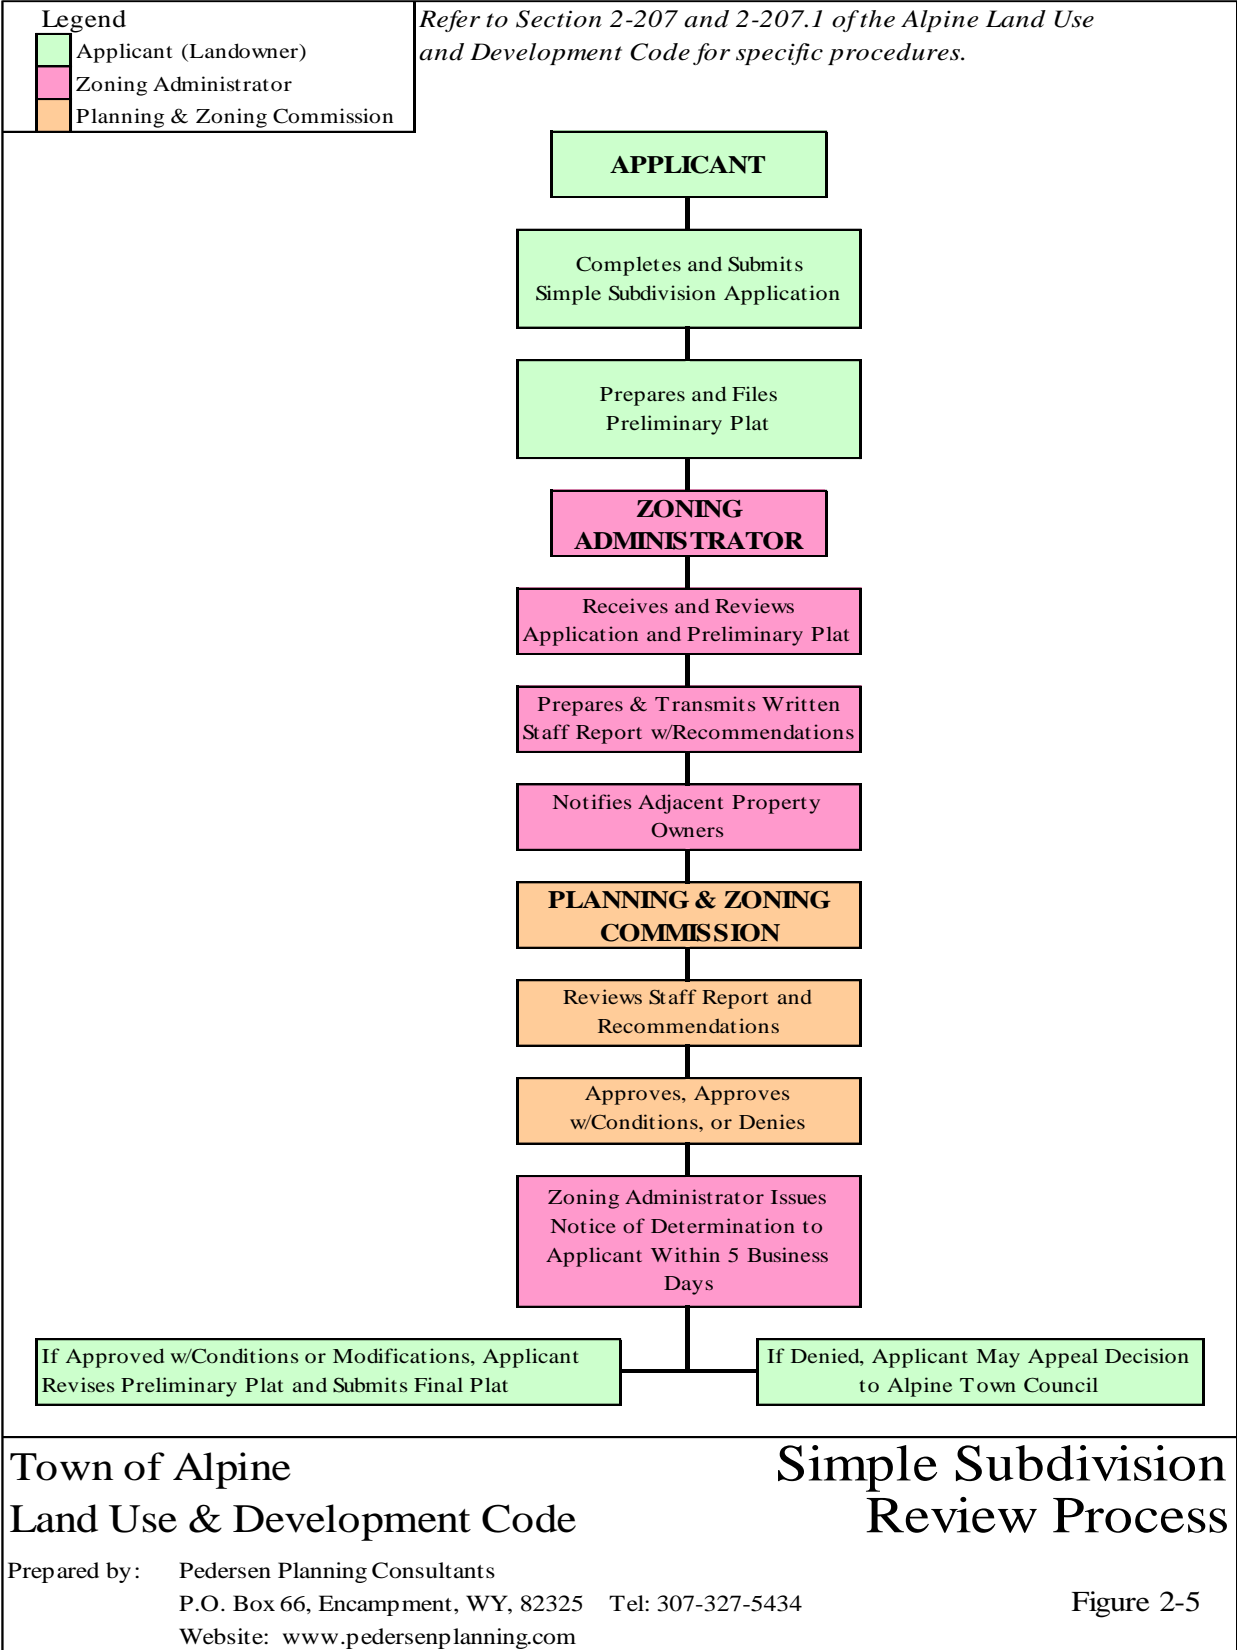 Legend
Applicant (Landowner)
Zoning Administrator
Planning & Zoning Commission
Refer to Section 2-207 and 2-207.1 of the Alpine Land Use
and Development Code for specific procedures.
APPLICANT
Completes and Submits
Simple Subdivision Application
Prepares and Files
Preliminary Plat
ZONING
ADMINISTRATOR
Receives and Reviews
Application and Preliminary Plat
Prepares & Transmits Written
Staff Report w/Recommendations
Notifies Adjacent Property
Owners
PLANNING & ZONING
COMMISSION
Reviews Staff Report and
Recommendations
Approves, Approves
w/Conditions, or Denies
Zoning Administrator Issues
Notice of Determination to
Applicant Within 5 Business
Days
If Approved w/Conditions or Modifications, Applicant
Revises Preliminary Plat and Submits Final Plat
If Denied, Applicant May Appeal Decision
to Alpine Town Council
Town of Alpine
Land Use & Development Code
Simple Subdivision
Review Process
Prepared by: Pedersen Planning Consultants
P.O. Box 66, Encampment, WY, 82325 Tel: 307-327-5434
Website: www.pedersenplanning.com
Figure 2-5